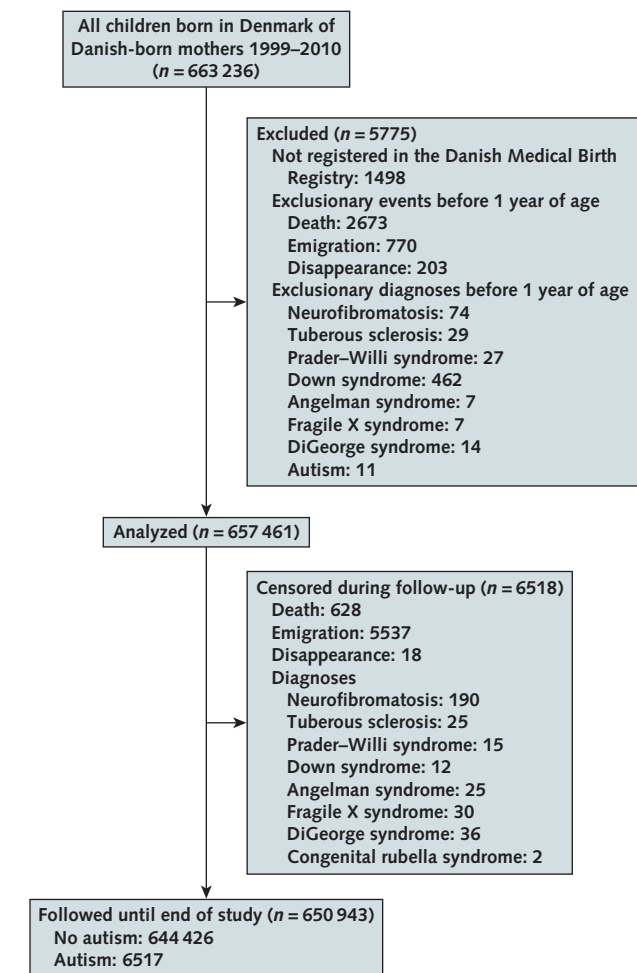 All children born in Denmark of
Danish-born mothers 1999–2010
(n = 663 236)
Excluded (n = 5775)
Not registered in the Danish Medical Birth
Registry: 1498
Exclusionary events before 1 year of age
Death: 2673
Emigration: 770
Disappearance: 203
Exclusionary diagnoses before 1 year of age
Neurofibromatosis: 74
Tuberous sclerosis: 29
Prader–Willi syndrome: 27
Down syndrome: 462
Angelman syndrome: 7
Fragile X syndrome: 7
DiGeorge syndrome: 14
Autism: 11
Analyzed (n = 657 461)
Censored during follow-up (n = 6518)
Death: 628
Emigration: 5537
Disappearance: 18
Diagnoses
Neurofibromatosis: 190
Tuberous sclerosis: 25
Prader–Willi syndrome: 15
Down syndrome: 12
Angelman syndrome: 25
Fragile X syndrome: 30
DiGeorge syndrome: 36
Congenital rubella syndrome: 2
Followed until end of study (n = 650 943)
No autism: 644 426
Autism: 6517